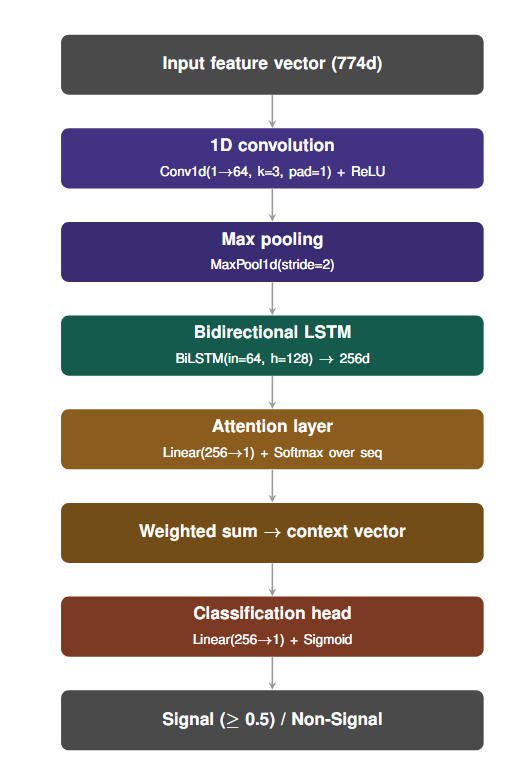 Input feature vector (774d)
1D convolution
Conv1d(1→64, k=3, pad=1) + ReLU
Max pooling
MaxPool1d(stride=2)
Bidirectional LSTM
BiLSTM(in=64, h=128) → 256d
Attention layer
Linear(256→1) + Softmax over seq
Weighted sum → context vector
Classification head
Linear(256→1) + Sigmoid
Signal (≥ 0.5) / Non-Signal